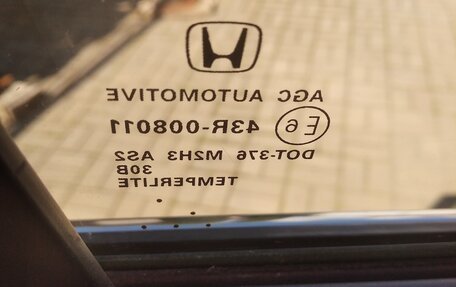 AGC AUTOMOTIVE
E6 43R-008011
DOT-376 M2H3 AS2
30B
TEMPERLITE